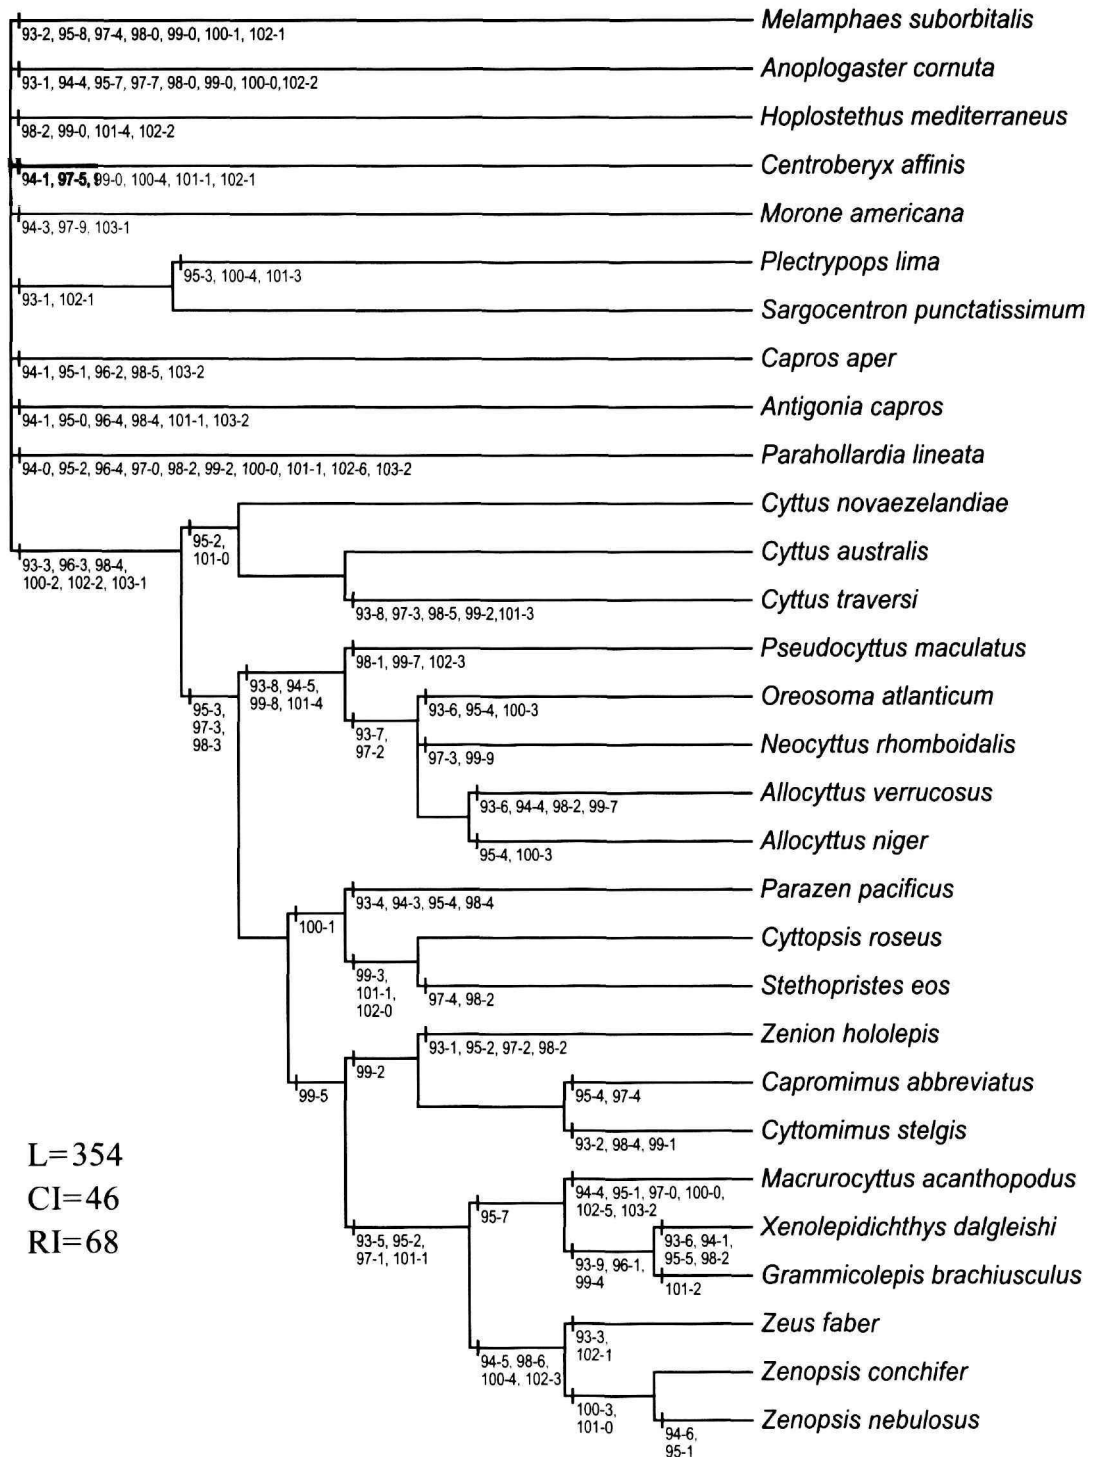 Melamphaes suborbitalis
93-2, 95-8, 97-4, 98-0, 99-0, 100-1, 102-1
Anoplogaster cornuta
93-1, 94-4, 95-7, 97-7, 98-0, 99-0, 100-0,102-2
Hoplostethus mediterraneus
98-2, 99-0, 101-4, 102-2
Centroberyx affinis
94-1, 97-5, 99-0, 100-4, 101-1, 102-1
Morone americana
94-3, 97-9, 103-1
Plectrypops lima
95-3, 100-4, 101-3
93-1, 102-1
Sargocentron punctatissimum
Capros aper
94-1, 95-1, 96-2, 98-5, 103-2
Antigonia capros
94-1, 95-0, 96-4, 98-4, 101-1, 103-2
Parahollardia lineata
94-0, 95-2, 96-4, 97-0, 98-2, 99-2, 100-0, 101-1, 102-6, 103-2
Cyttus novaezelandiae
95-2,
101-0
Cyttus australis
93-3, 96-3, 98-4,
100-2, 102-2, 103-1
Cyttus traversi
93-8, 97-3, 98-5, 99-2,101-3
Pseudocyttus maculatus
98-1, 99-7, 102-3
93-8, 94-5,
99-8, 101-4
Oreosoma atlanticum
93-6, 95-4, 100-3
95-3,
97-3,
98-3
93-7,
97-2
Neocyttus rhomboidalis
97-3, 99-9
Allocyttus verrucosus
93-6, 94-4, 98-2, 99-7
Allocyttus niger
95-4, 100-3
Parazen pacificus
93-4, 94-3, 95-4, 98-4
100-1
Cyttopsis roseus
99-3,
101-1,
102-0
Stethopristes eos
97-4, 98-2
Zenion hololepis
93-1, 95-2, 97-2, 98-2
99-2
Capromimus abbreviatus
95-4, 97-4
99-5
Cyttomimus stelgis
93-2, 98-4, 99-1
L=354
CI=46
RI=68
Macrurocyttus acanthopodus
94-4, 95-1, 97-0, 100-0,
102-5, 103-2
95-7
Xenolepidichthys dalgleishi
93-6, 94-1,
95-5, 98-2
93-5, 95-2,
97-1, 101-1
93-9, 96-1,
99-4
Grammicolepis brachiusculus
101-2
Zeus faber
93-3,
102-1
94-5, 98-6,
100-4, 102-3
Zenopsis conchifer
100-3,
101-0
Zenopsis nebulosus
94-6,
95-1